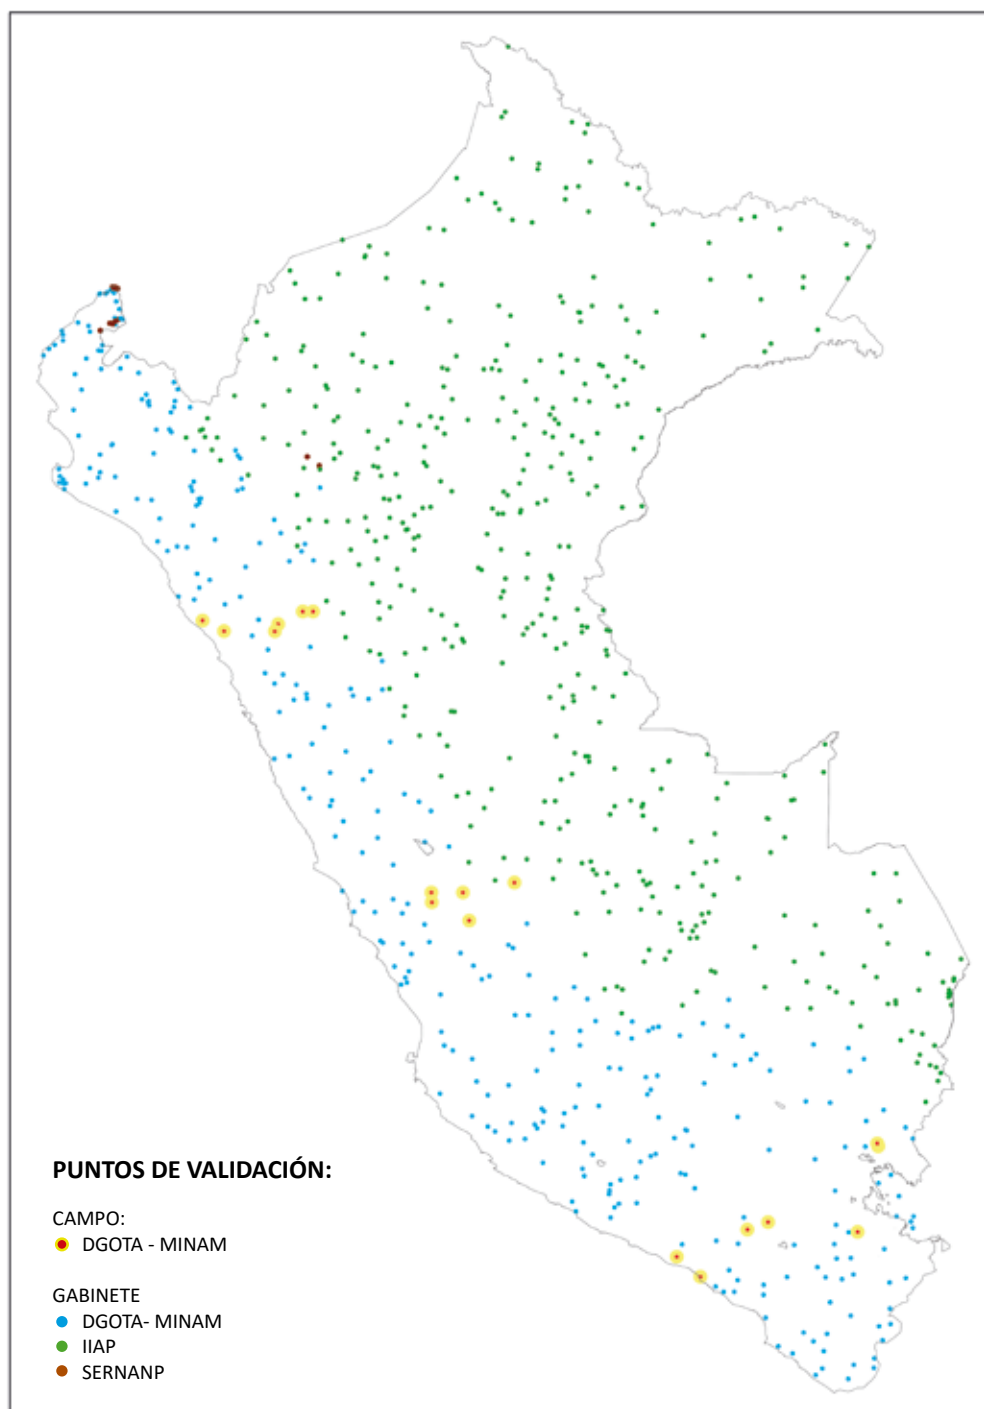 PUNTOS DE VALIDACIÓN:
CAMPO:
DGOTA - MINAM
GABINETE
DGOTA- MINAM
IIAP
SERNANP